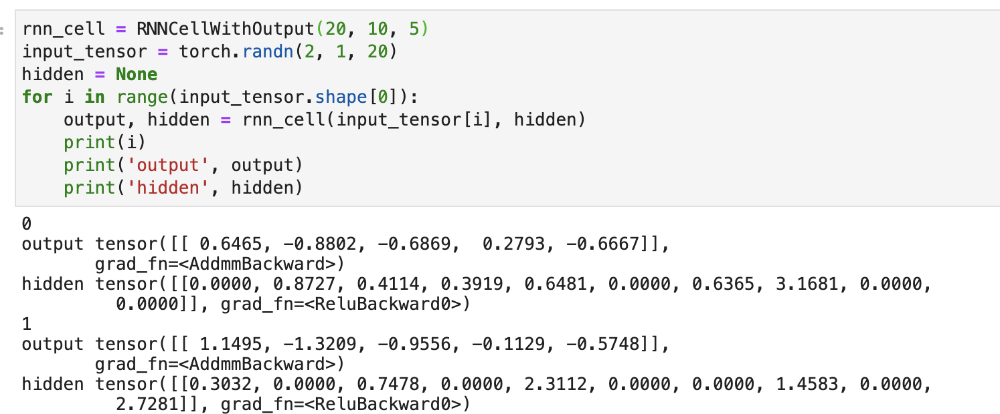 rnn_cell = RNNCellWithOutput(20, 10, 5)
input_tensor = torch.randn(2, 1, 20)
hidden = None
for i in range(input_tensor.shape[0]):
    output, hidden = rnn_cell(input_tensor[i], hidden)
    print(i)
    print('output', output)
    print('hidden', hidden)
0
output tensor([[ 0.6465, -0.8802, -0.6869,  0.2793, -0.6667]],
       grad_fn=<AddmmBackward>)
hidden tensor([[0.0000, 0.8727, 0.4114, 0.3919, 0.6481, 0.0000, 0.6365, 3.1681, 0.0000,
         0.0000]], grad_fn=<ReluBackward0>)
1
output tensor([[ 1.1495, -1.3209, -0.9556, -0.1129, -0.5748]],
       grad_fn=<AddmmBackward>)
hidden tensor([[0.3032, 0.0000, 0.7478, 0.0000, 2.3112, 0.0000, 0.0000, 1.4583, 0.0000,
         2.7281]], grad_fn=<ReluBackward0>)